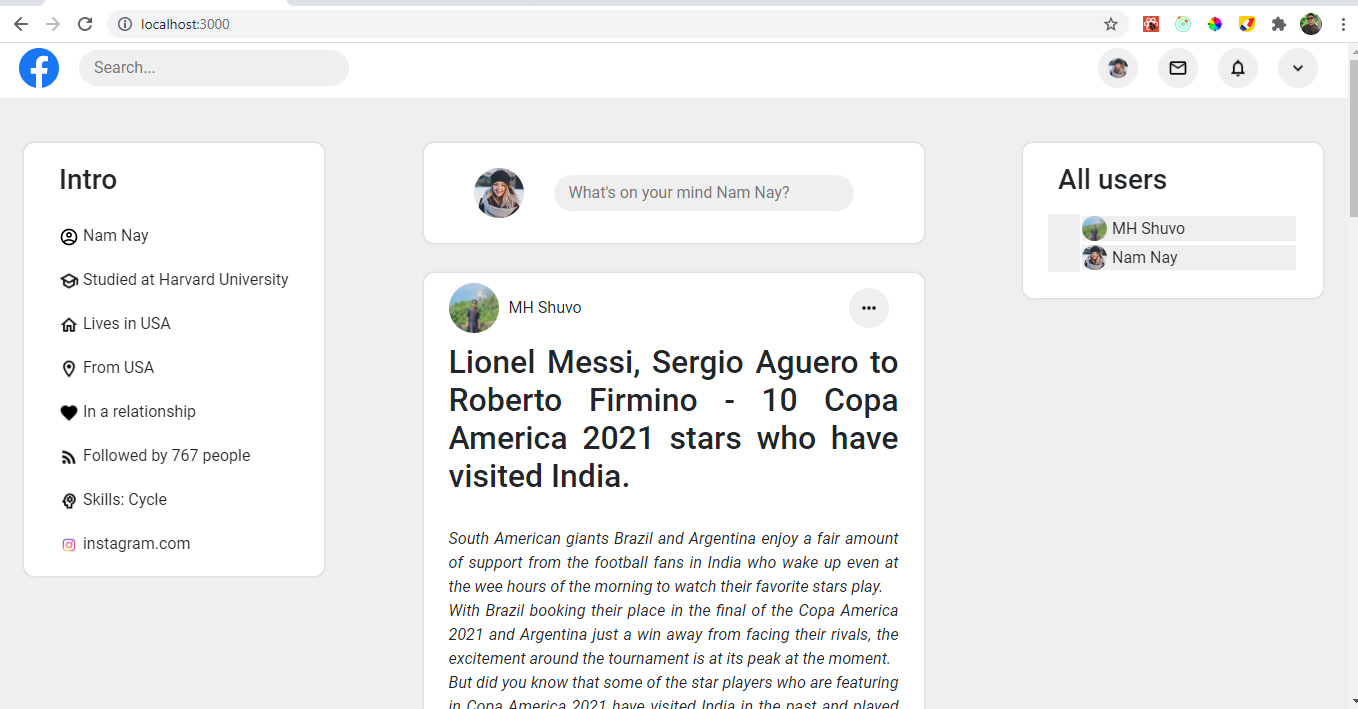 localhost:3000
Search...
Intro
Nam Nay
Studied at Harvard University
Lives in USA
From USA
In a relationship
Followed by 767 people
Skills: Cycle
instagram.com
What's on your mind Nam Nay?
MH Shuvo
Lionel Messi, Sergio Aguero to
Roberto Firmino - 10 Copa
America 2021 stars who have
visited India.
South American giants Brazil and Argentina enjoy a fair amount
of support from the football fans in India who wake up even at
the wee hours of the morning to watch their favorite stars play.
With Brazil booking their place in the final of the Copa America
2021 and Argentina just a win away from facing their rivals, the
excitement around the tournament is at its peak at the moment.
But did you know that some of the star players who are featuring
in Copa America 2021 have visited India in the past and played
All users
MH Shuvo
Nam Nay